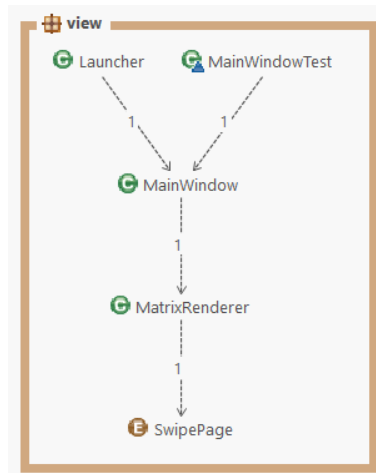 view
Launcher
MainWindowTest
1
1
MainWindow
1
MatrixRenderer
1
SwipePage